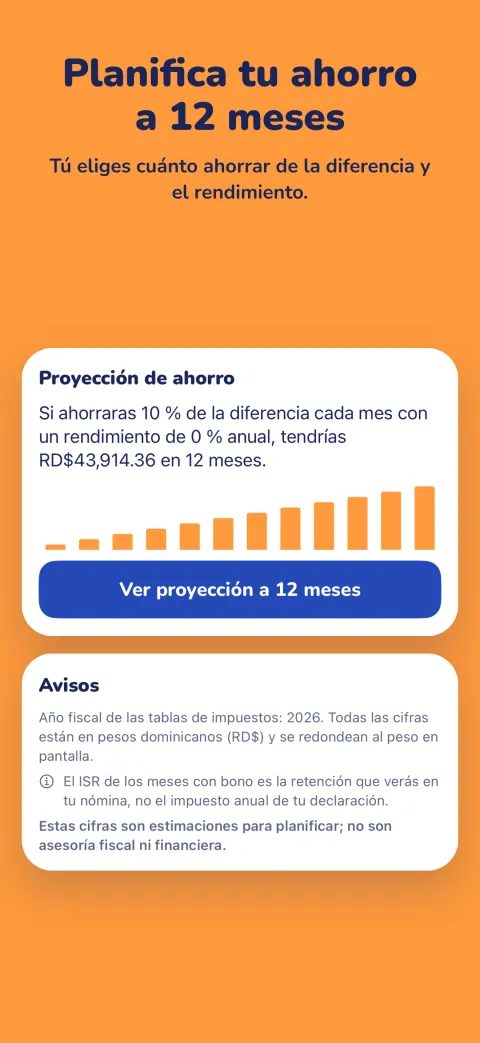 Planifica tu ahorro
a 12 meses
Tú eliges cuánto ahorrar de la diferencia y
el rendimiento.
Proyección de ahorro
Si ahorraras 10 % de la diferencia cada mes con
un rendimiento de 0 % anual, tendrías
RD$43,914.36 en 12 meses.
Ver proyección a 12 meses
Avisos
Año fiscal de las tablas de impuestos: 2026. Todas las cifras
están en pesos dominicanos (RD$) y se redondean al peso en
pantalla.
El ISR de los meses con bono es la retención que verás en
tu nómina, no el impuesto anual de tu declaración.
Estas cifras son estimaciones para planificar; no son
asesoría fiscal ni financiera.